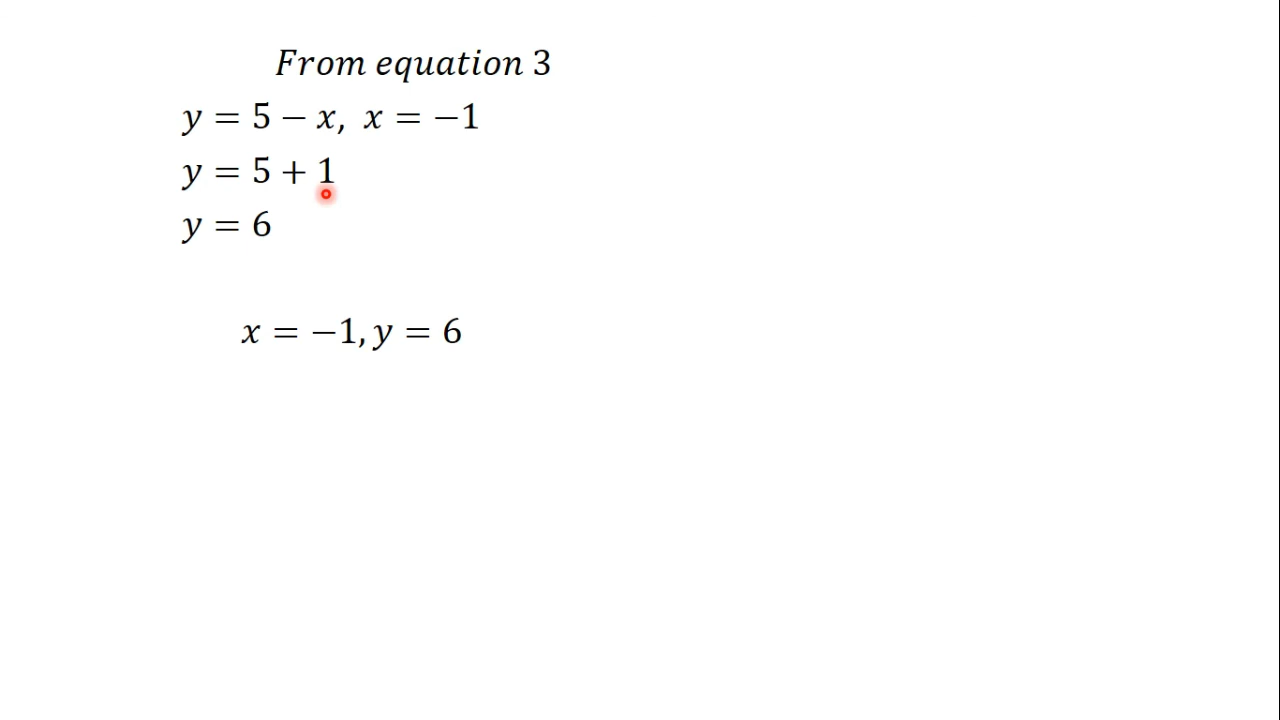 From equation 3
y = 5 − x, x = −1
y = 5 + 1
y = 6
x = −1, y = 6